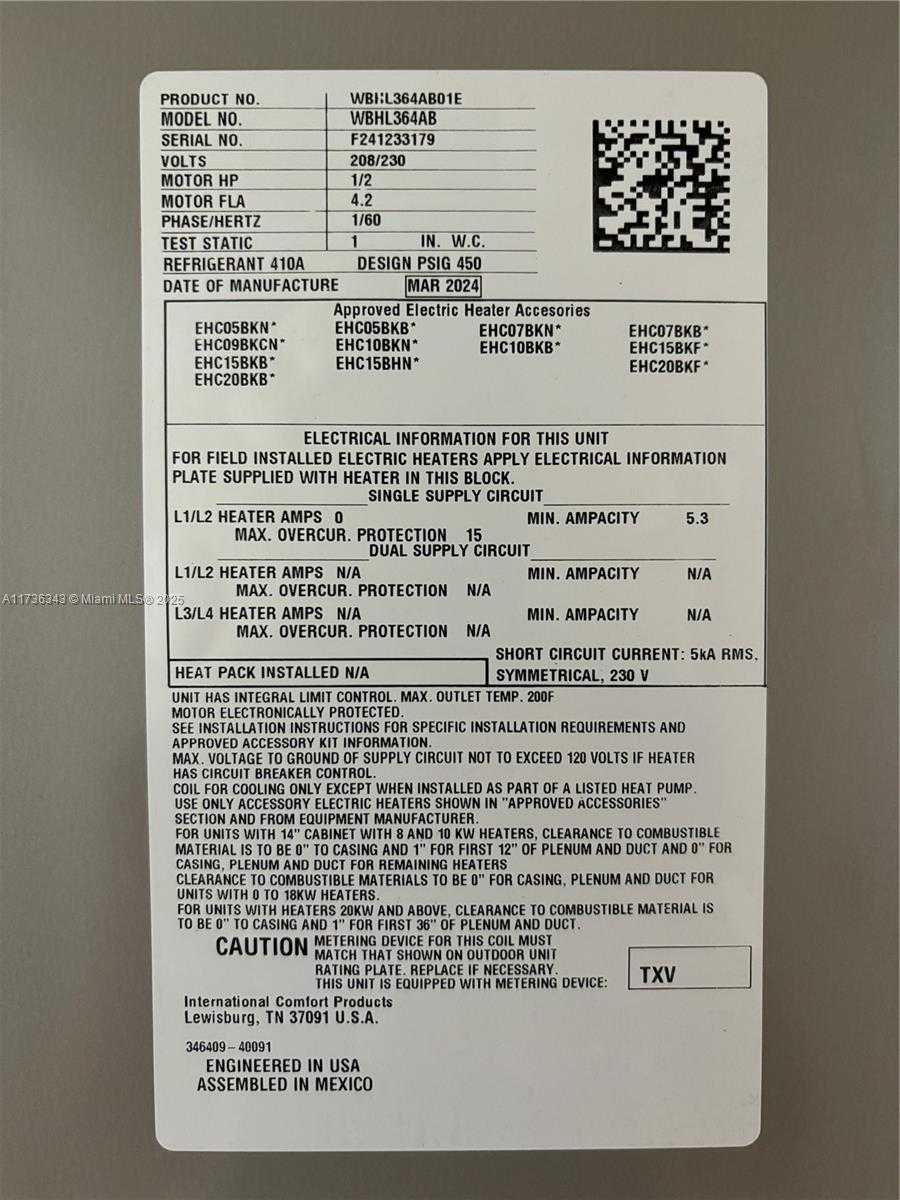 PRODUCT NO. WBHL364AB01E
MODEL NO. WBHL364AB
SERIAL NO. F241233179
VOLTS 208/230
MOTOR HP 1/2
MOTOR FLA 4.2
PHASE/HERTZ 1/60
TEST STATIC 1 IN. W.C.
REFRIGERANT 410A DESIGN PSIG 450
DATE OF MANUFACTURE MAR 2024
Approved Electric Heater Accesories
EHC05BKN* EHC05BKB* EHC07BKN* EHC07BKB*
EHC09BKCN* EHC10BKN* EHC10BKB* EHC15BKF*
EHC15BKB* EHC15BHN* EHC20BKF*
EHC20BKB*
ELECTRICAL INFORMATION FOR THIS UNIT
FOR FIELD INSTALLED ELECTRIC HEATERS APPLY ELECTRICAL INFORMATION
PLATE SUPPLIED WITH HEATER IN THIS BLOCK.
SINGLE SUPPLY CIRCUIT
L1/L2 HEATER AMPS 0 MIN. AMPACITY 5.3
MAX. OVERCUR. PROTECTION 15
DUAL SUPPLY CIRCUIT
L1/L2 HEATER AMPS N/A MIN. AMPACITY N/A
MAX. OVERCUR. PROTECTION N/A
A11736343 © Miami MLS © 2025
L3/L4 HEATER AMPS N/A MIN. AMPACITY N/A
MAX. OVERCUR. PROTECTION N/A
SHORT CIRCUIT CURRENT: 5kA RMS,
HEAT PACK INSTALLED N/A SYMMETRICAL, 230 V
UNIT HAS INTEGRAL LIMIT CONTROL. MAX. OUTLET TEMP. 200F
MOTOR ELECTRONICALLY PROTECTED.
SEE INSTALLATION INSTRUCTIONS FOR SPECIFIC INSTALLATION REQUIREMENTS AND
APPROVED ACCESSORY KIT INFORMATION.
MAX. VOLTAGE TO GROUND OF SUPPLY CIRCUIT NOT TO EXCEED 120 VOLTS IF HEATER
HAS CIRCUIT BREAKER CONTROL.
COIL FOR COOLING ONLY EXCEPT WHEN INSTALLED AS PART OF A LISTED HEAT PUMP.
USE ONLY ACCESSORY ELECTRIC HEATERS SHOWN IN "APPROVED ACCESSORIES"
SECTION AND FROM EQUIPMENT MANUFACTURER.
FOR UNITS WITH 14" CABINET WITH 8 AND 10 KW HEATERS, CLEARANCE TO COMBUSTIBLE
MATERIAL IS TO BE 0" TO CASING AND 1" FOR FIRST 12" OF PLENUM AND DUCT AND 0" FOR
CASING, PLENUM AND DUCT FOR REMAINING HEATERS
CLEARANCE TO COMBUSTIBLE MATERIALS TO BE 0" FOR CASING, PLENUM AND DUCT FOR
UNITS WITH 0 TO 18KW HEATERS.
FOR UNITS WITH HEATERS 20KW AND ABOVE, CLEARANCE TO COMBUSTIBLE MATERIAL IS
TO BE 0" TO CASING AND 1" FOR FIRST 36" OF PLENUM AND DUCT.
CAUTION METERING DEVICE FOR THIS COIL MUST
MATCH THAT SHOWN ON OUTDOOR UNIT
RATING PLATE. REPLACE IF NECESSARY.
THIS UNIT IS EQUIPPED WITH METERING DEVICE: TXV
International Comfort Products
Lewisburg, TN 37091 U.S.A.
346409-40091
ENGINEERED IN USA
ASSEMBLED IN MEXICO